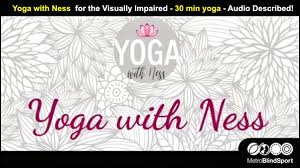 Yoga with Ness for the Visually Impaired - 30 min yoga - Audio Described!
YOGA
with Ness
Yoga with Ness
MetroBlindSport